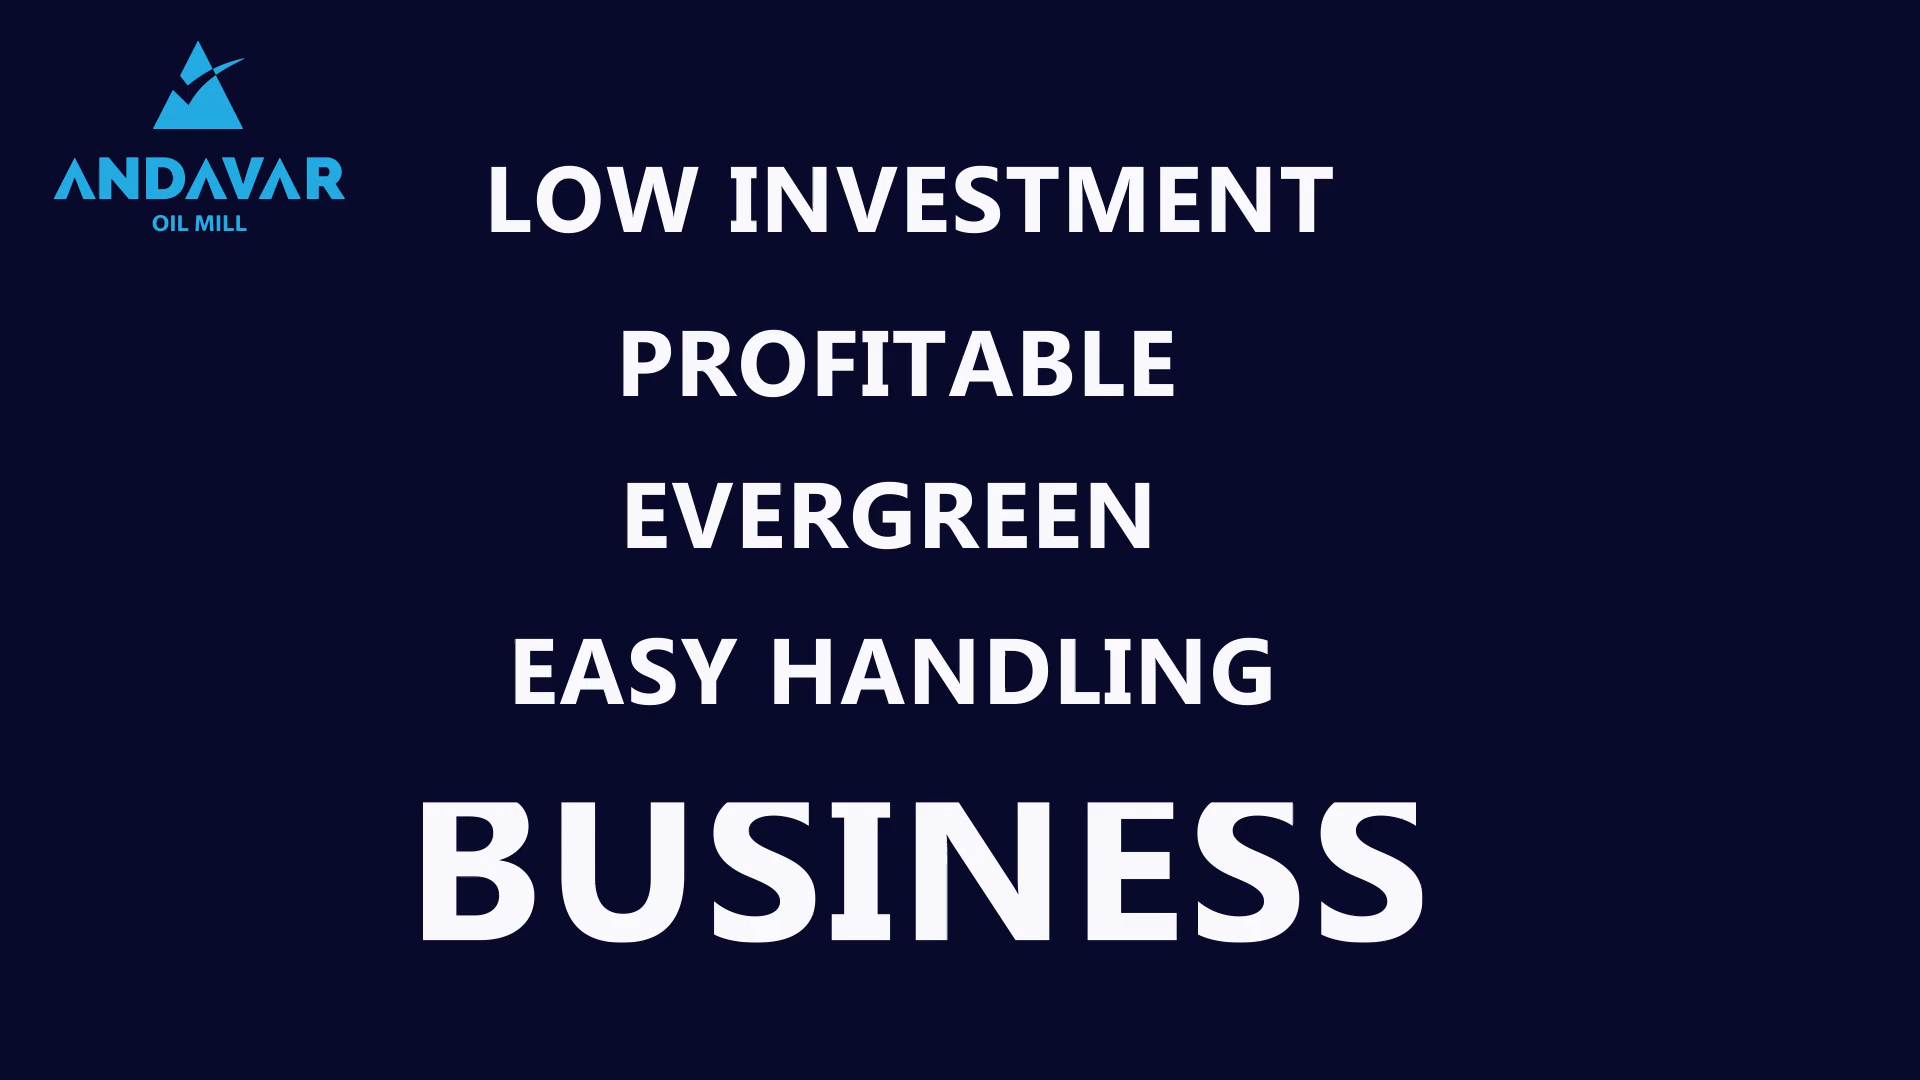 ANDAVAR
OIL MILL
LOW INVESTMENT
PROFITABLE
EVERGREEN
EASY HANDLING
BUSINESS